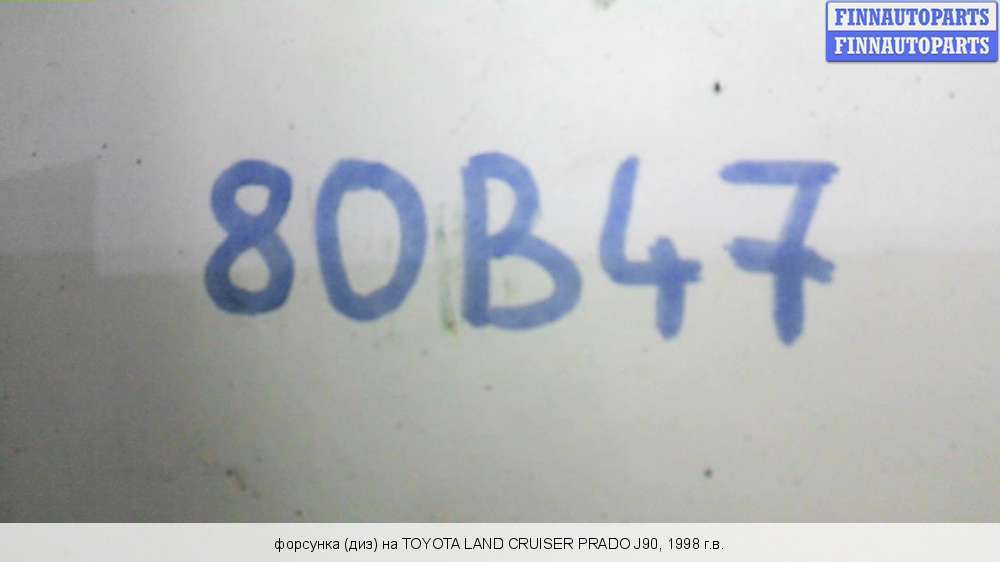 FINNAUTOPARTS
FINNAUTOPARTS
80B47
форсунка (диз) на TOYOTA LAND CRUISER PRADO J90, 1998 г.в.